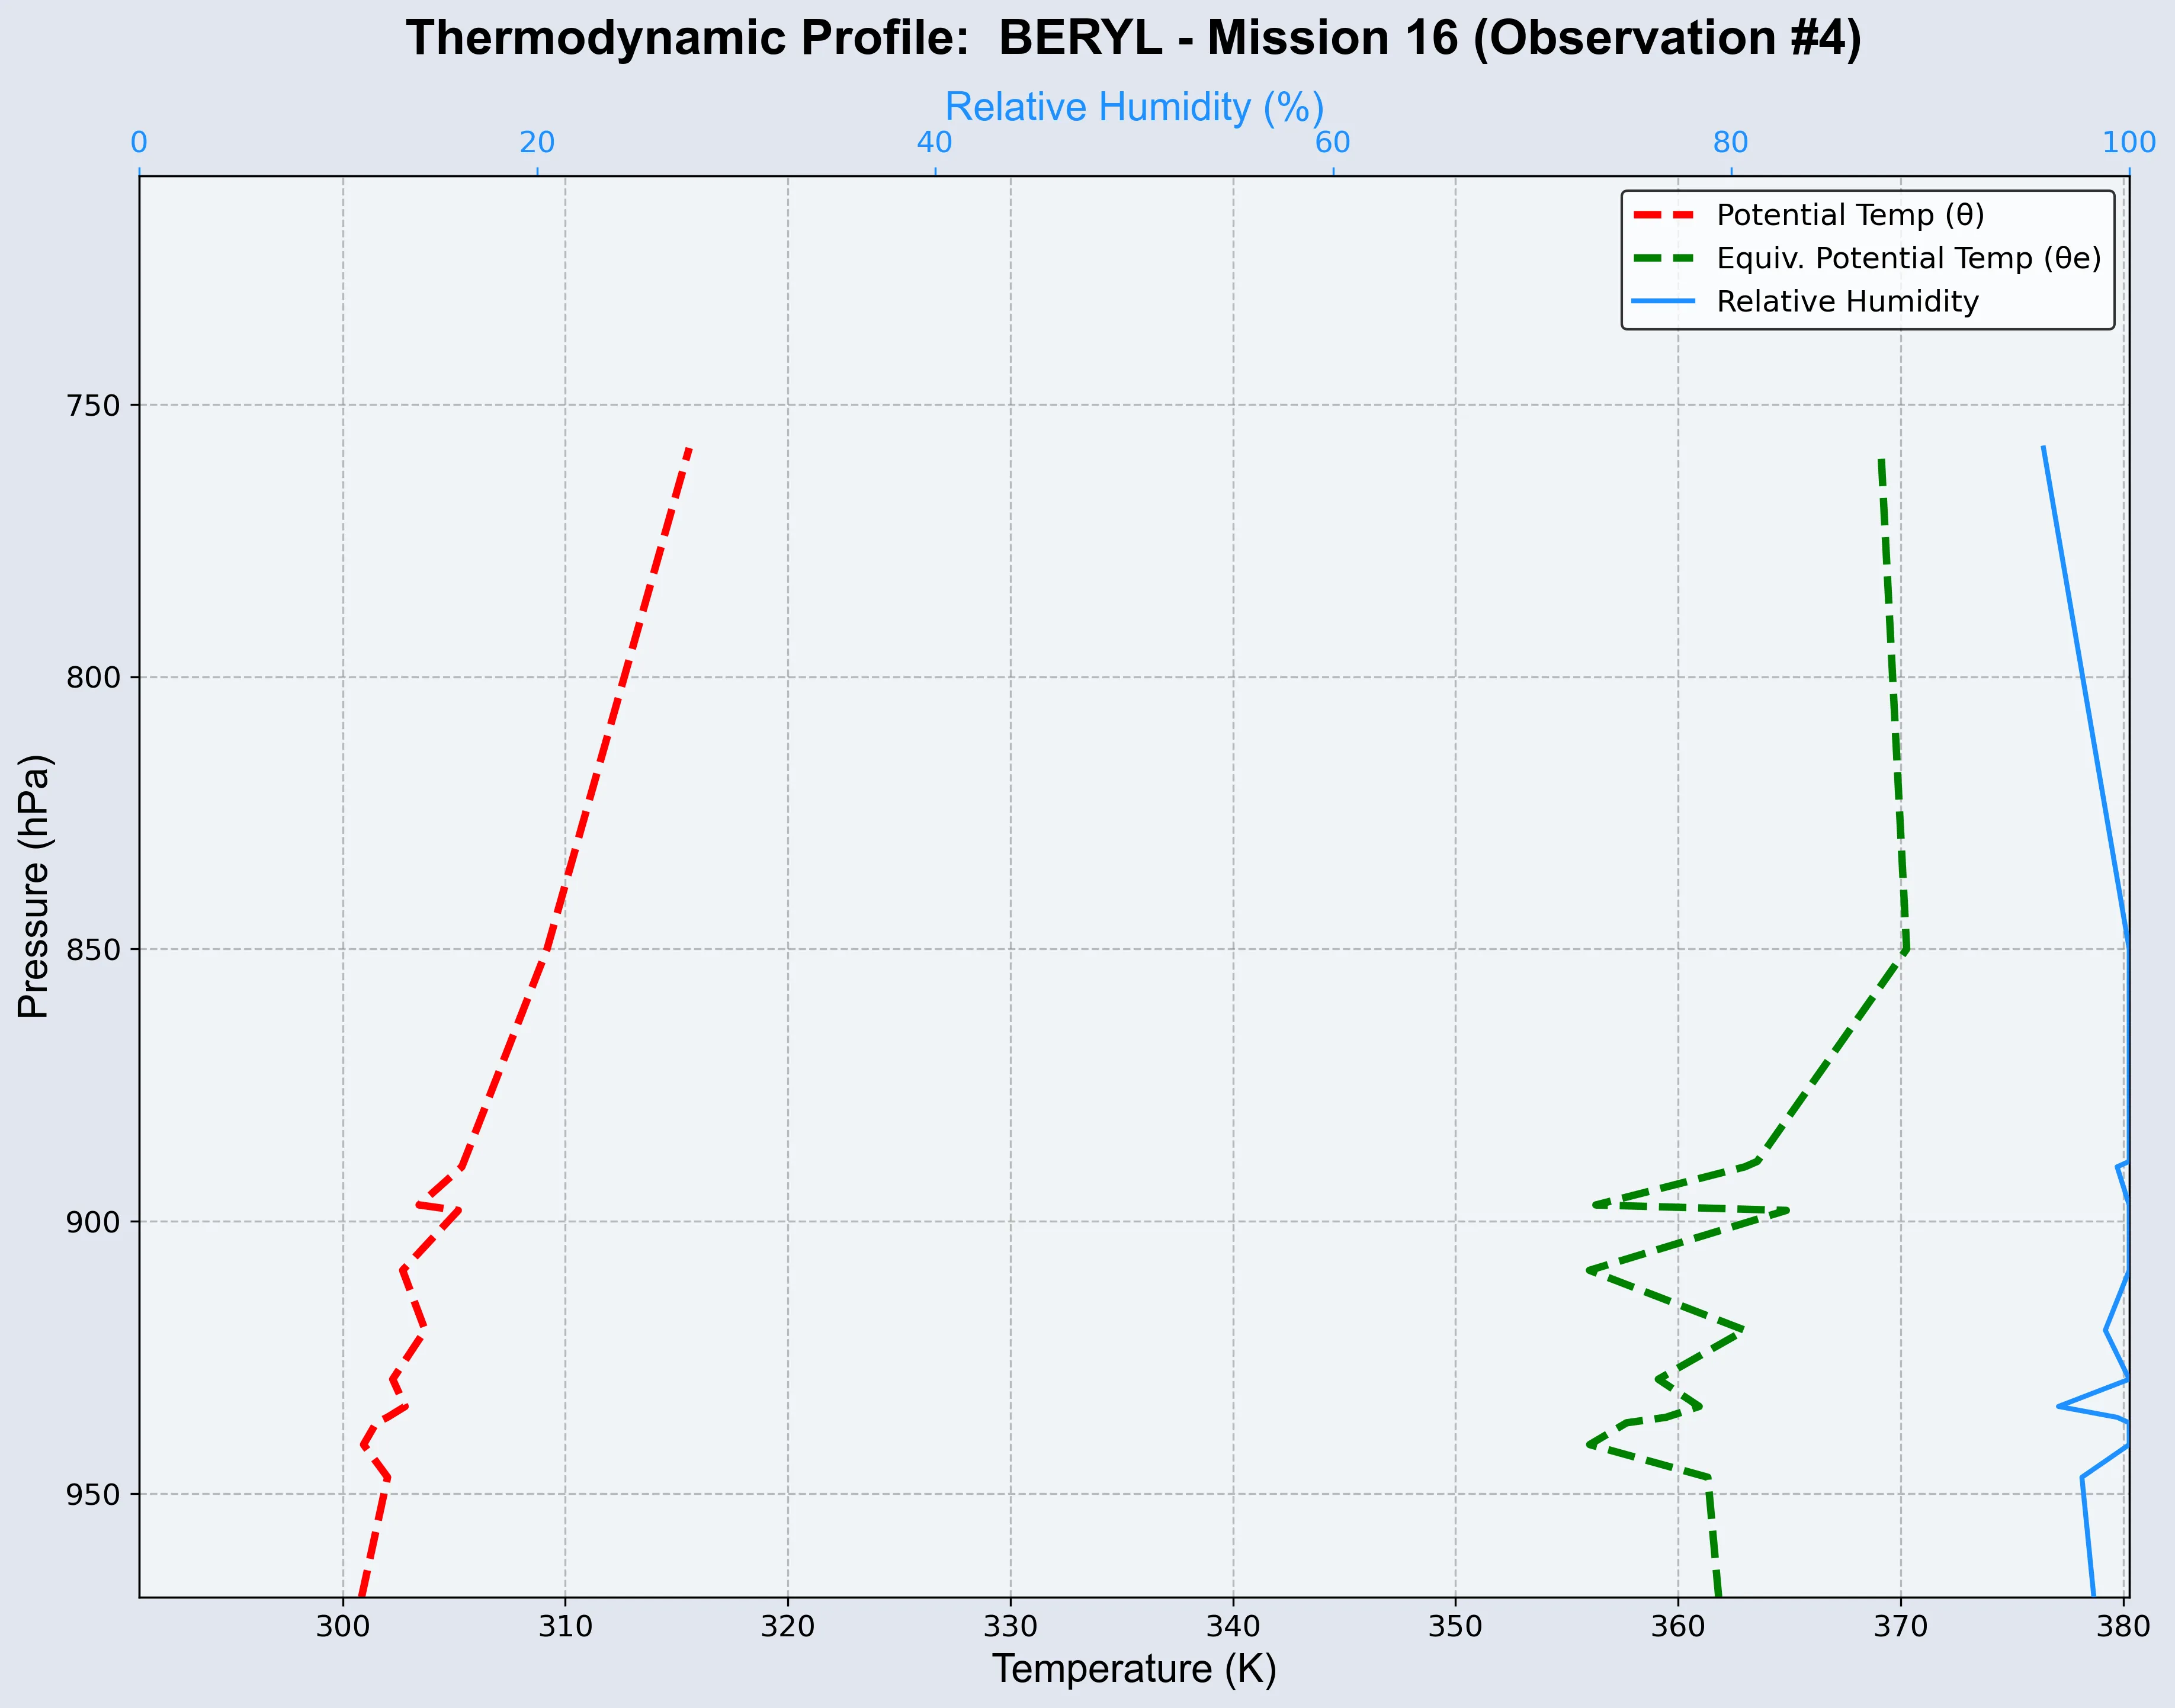 Thermodynamic Profile:  BERYL - Mission 16 (Observation #4)
Relative Humidity (%)
0 20 40 60 80 100
Potential Temp (θ)
Equiv. Potential Temp (θe)
Relative Humidity
Pressure (hPa)
750
800
850
900
950
300 310 320 330 340 350 360 370 380
Temperature (K)